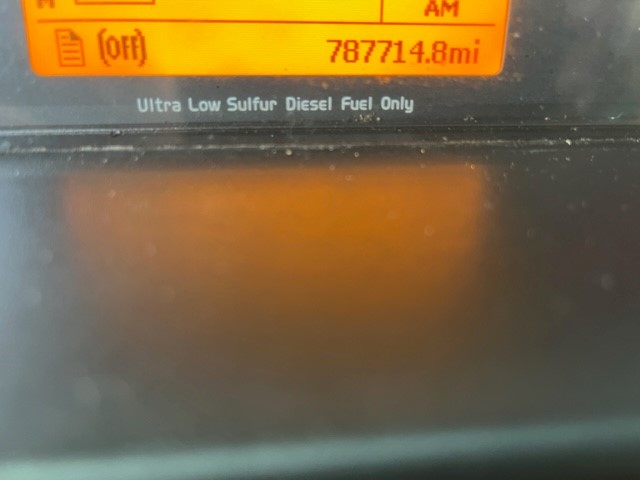 M
AM
(OFF) 787714.8mi
Ultra Low Sulfur Diesel Fuel Only